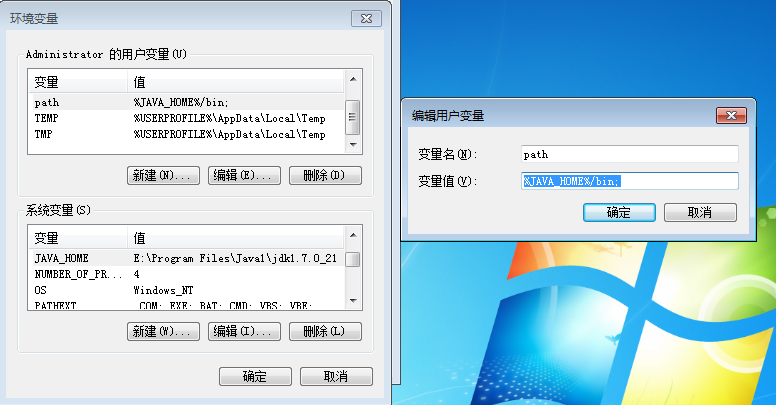 环境变量
Administrator 的用户变量(U)
变量 值
path %JAVA_HOME%/bin;
TEMP %USERPROFILE%\AppData\Local\Temp
TMP %USERPROFILE%\AppData\Local\Temp
新建(N)... 编辑(E)... 删除(D)
系统变量(S)
变量 值
JAVA_HOME E:\Program Files\Java1\jdk1.7.0_21
NUMBER_OF_PR... 4
OS Windows_NT
PATHEXT .COM;.EXE;.BAT;.CMD;.VBS;.VBE;
新建(W)... 编辑(I)... 删除(L)
确定 取消
编辑用户变量
变量名(N): path
变量值(V): %JAVA_HOME%/bin;
确定 取消